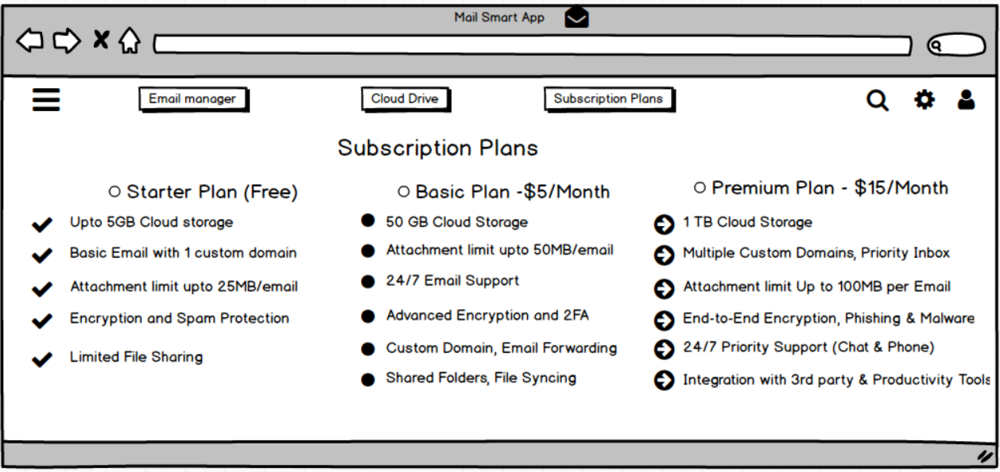 Mail Smart App
Email manager
Cloud Drive
Subscription Plans
Subscription Plans
Starter Plan (Free)
Upto 5GB Cloud storage
Basic Email with 1 custom domain
Attachment limit upto 25MB/email
Encryption and Spam Protection
Limited File Sharing
Basic Plan -$5/Month
50 GB Cloud Storage
Attachment limit upto 50MB/email
24/7 Email Support
Advanced Encryption and 2FA
Custom Domain, Email Forwarding
Shared Folders, File Syncing
Premium Plan - $15/Month
1 TB Cloud Storage
Multiple Custom Domains, Priority Inbox
Attachment limit Up to 100MB per Email
End-to-End Encryption, Phishing & Malware
24/7 Priority Support (Chat & Phone)
Integration with 3rd party & Productivity Tools